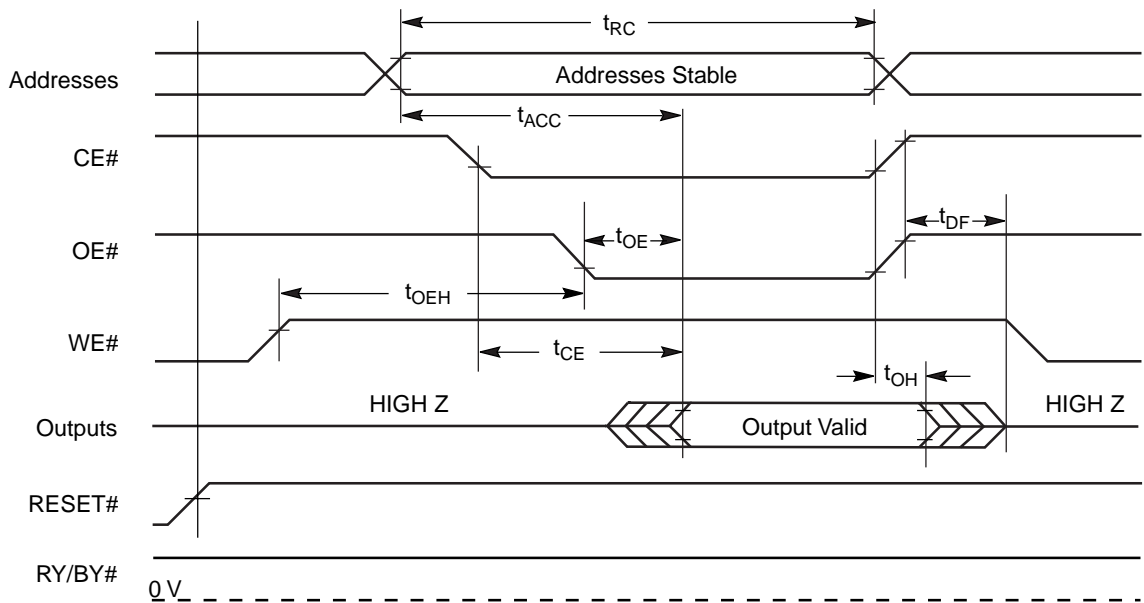 tRC
Addresses
Addresses Stable
tACC
CE#
tDF
OE#
tOE
tOEH
WE#
tCE
tOH
HIGH Z
HIGH Z
Outputs
Output Valid
RESET#
RY/BY#
0 V